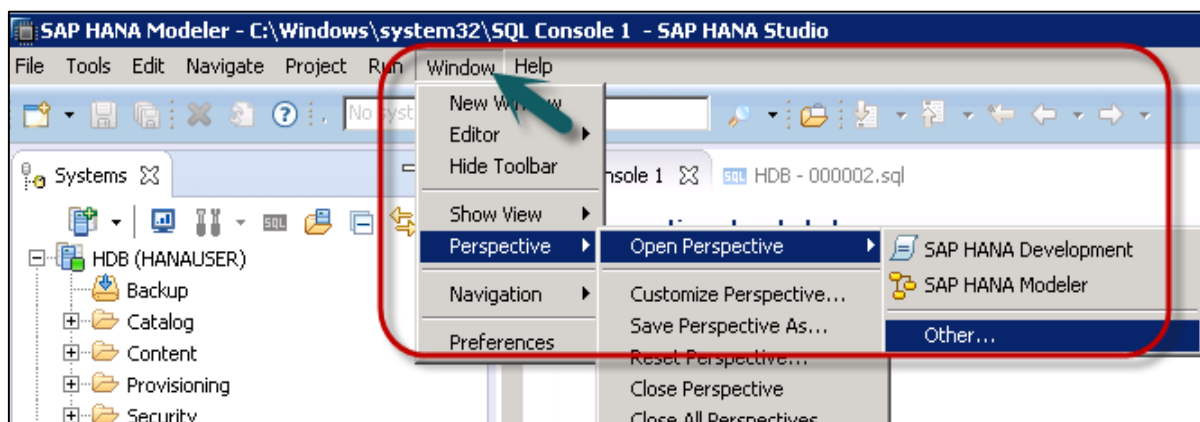 SAP HANA Modeler - C:\Windows\system32\SQL Console 1 - SAP HANA Studio
File Tools Edit Navigate Project Run Window Help
New Window
Editor
Hide Toolbar
Systems
HDB - 000002.sql
Show View
Perspective
Open Perspective
SAP HANA Development
HDB (HANAUSER)
Backup
Navigation
Customize Perspective...
SAP HANA Modeler
Catalog
Preferences
Save Perspective As...
Other...
Content
Reset Perspective...
Provisioning
Close Perspective
Security
Close All Perspectives